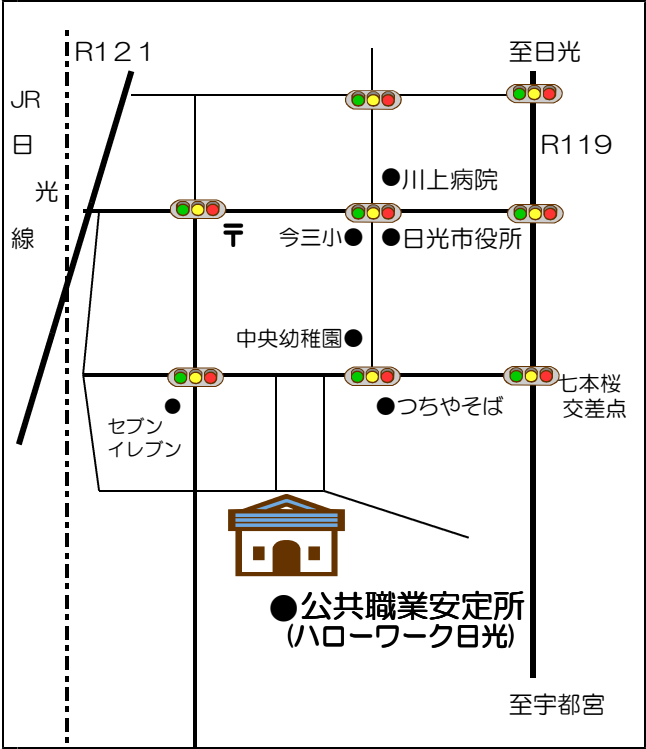 R121
至日光
JR日光線
R119
●川上病院
〒
今三小●
●日光市役所
中央幼稚園●
七本桜
交差点
●つちやそば
セブン
イレブン
●公共職業安定所
(ハローワーク日光)
至宇都宮